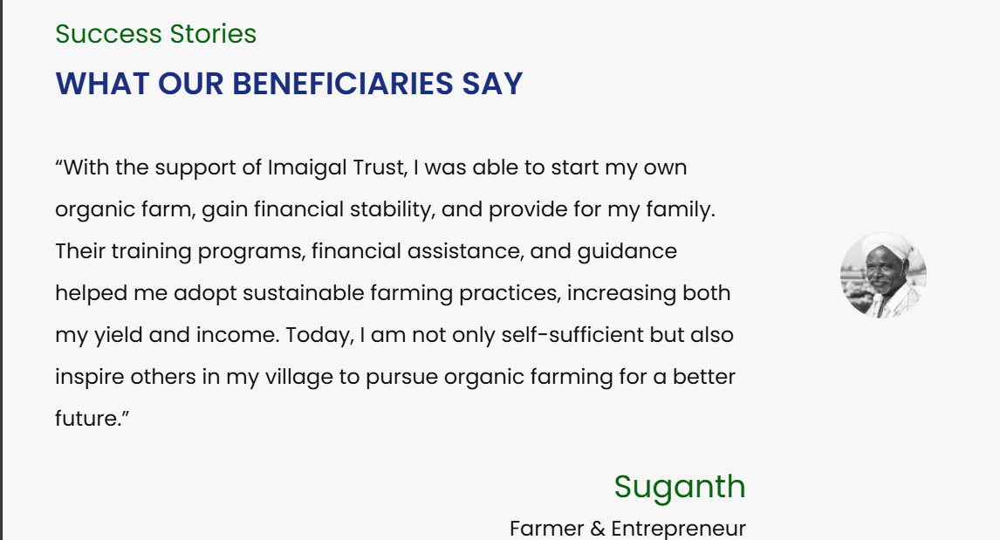 Success Stories
WHAT OUR BENEFICIARIES SAY
“With the support of Imaigal Trust, I was able to start my own
organic farm, gain financial stability, and provide for my family.
Their training programs, financial assistance, and guidance
helped me adopt sustainable farming practices, increasing both
my yield and income. Today, I am not only self-sufficient but also
inspire others in my village to pursue organic farming for a better
future.”
Suganth
Farmer & Entrepreneur